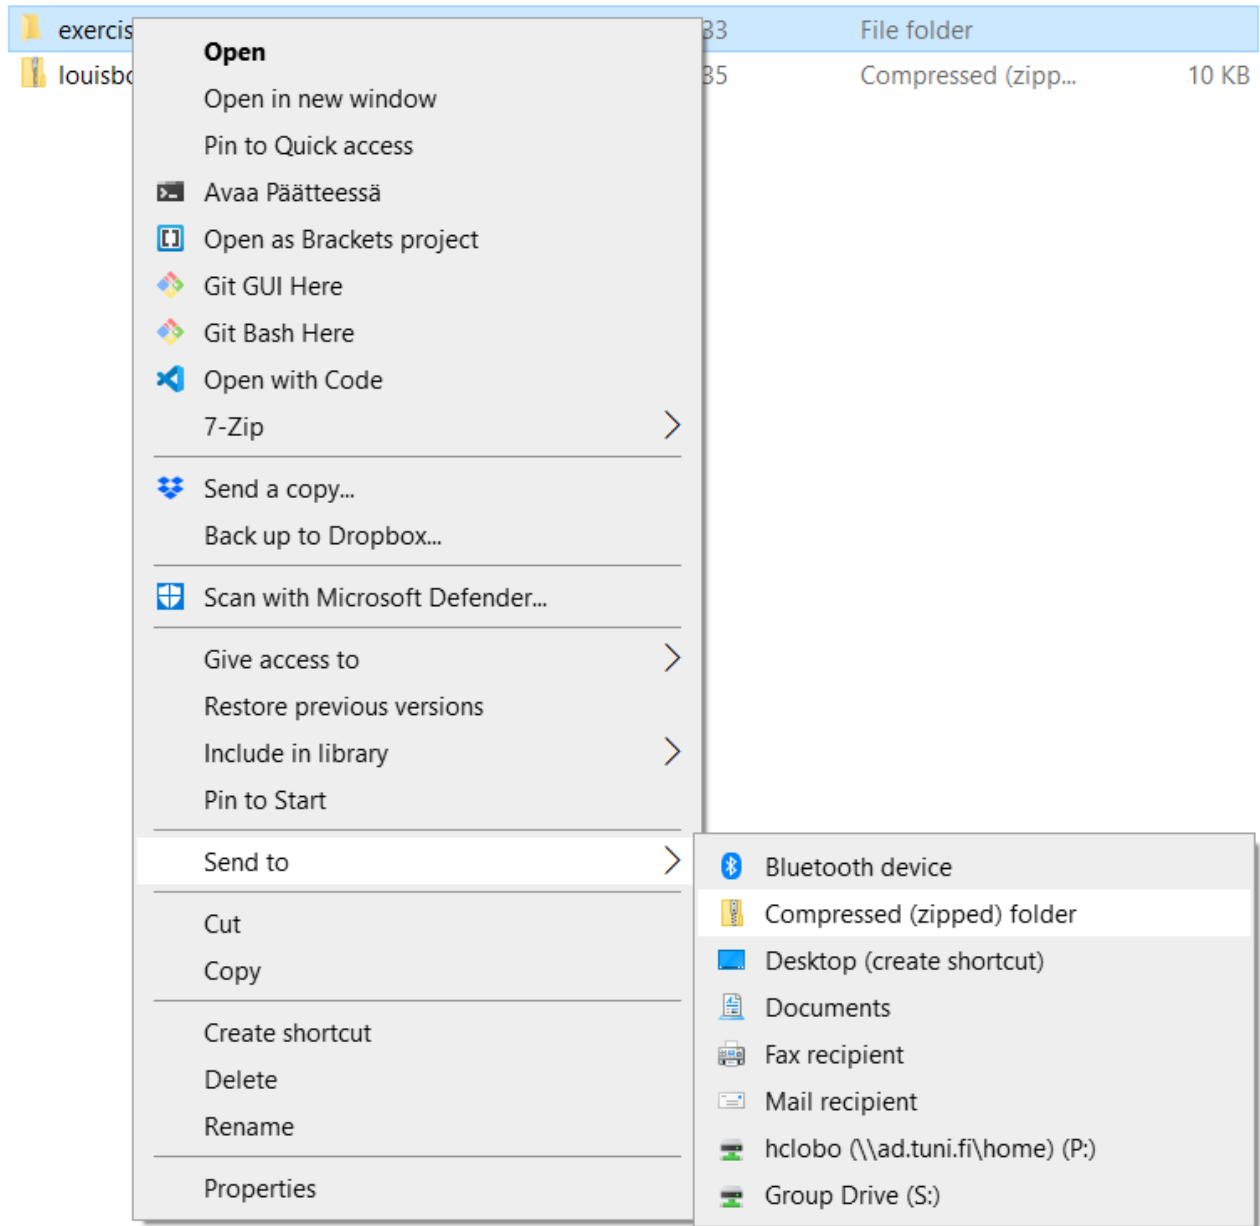 exercis 33 File folder
louisbo 35 Compressed (zipp... 10 KB
Open
Open in new window
Pin to Quick access
Avaa Päätteessä
Open as Brackets project
Git GUI Here
Git Bash Here
Open with Code
7-Zip
Send a copy...
Back up to Dropbox...
Scan with Microsoft Defender...
Give access to
Restore previous versions
Include in library
Pin to Start
Send to
Cut
Copy
Create shortcut
Delete
Rename
Properties
Bluetooth device
Compressed (zipped) folder
Desktop (create shortcut)
Documents
Fax recipient
Mail recipient
hclobo (\\ad.tuni.fi\home) (P:)
Group Drive (S:)